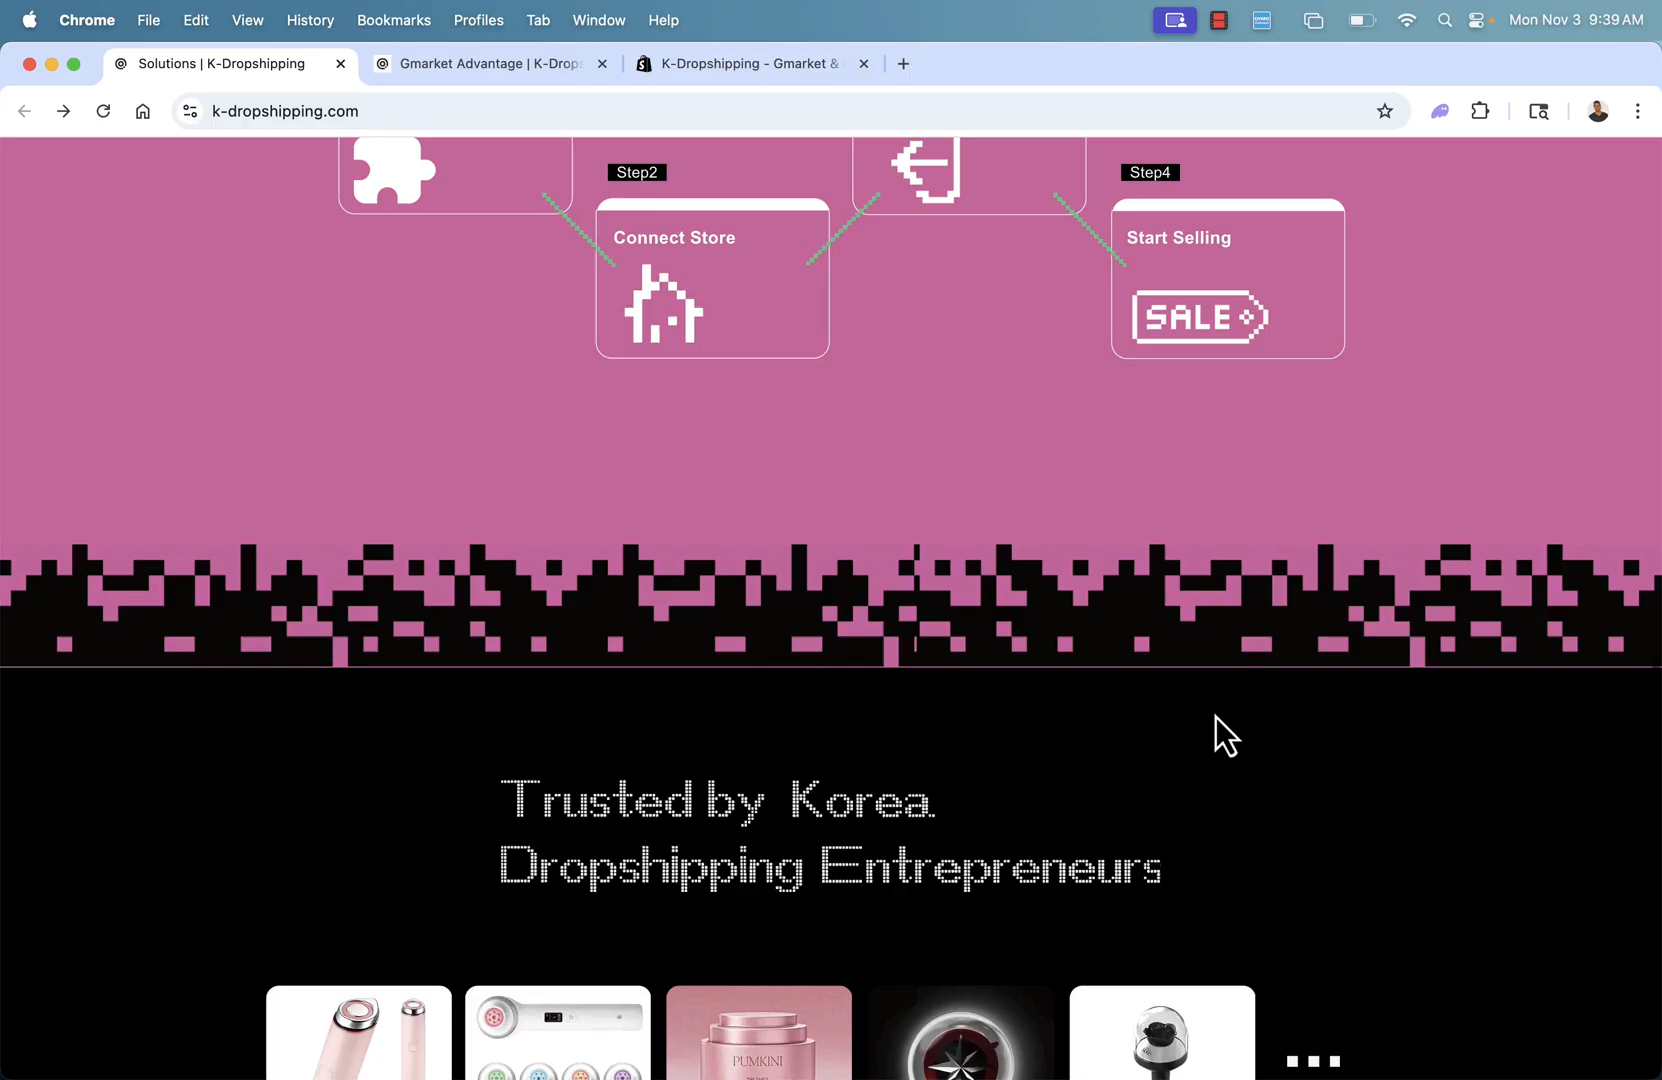 Chrome File Edit View History Bookmarks Profiles Tab Window Help Mon Nov 3 9:39 AM
Solutions | K-Dropshipping Gmarket Advantage | K-Drops K-Dropshipping - Gmarket &
k-dropshipping.com
Step2 Step4
Connect Store Start Selling
SALE
Trusted by Korea
Dropshipping Entrepreneurs
PUMKINI